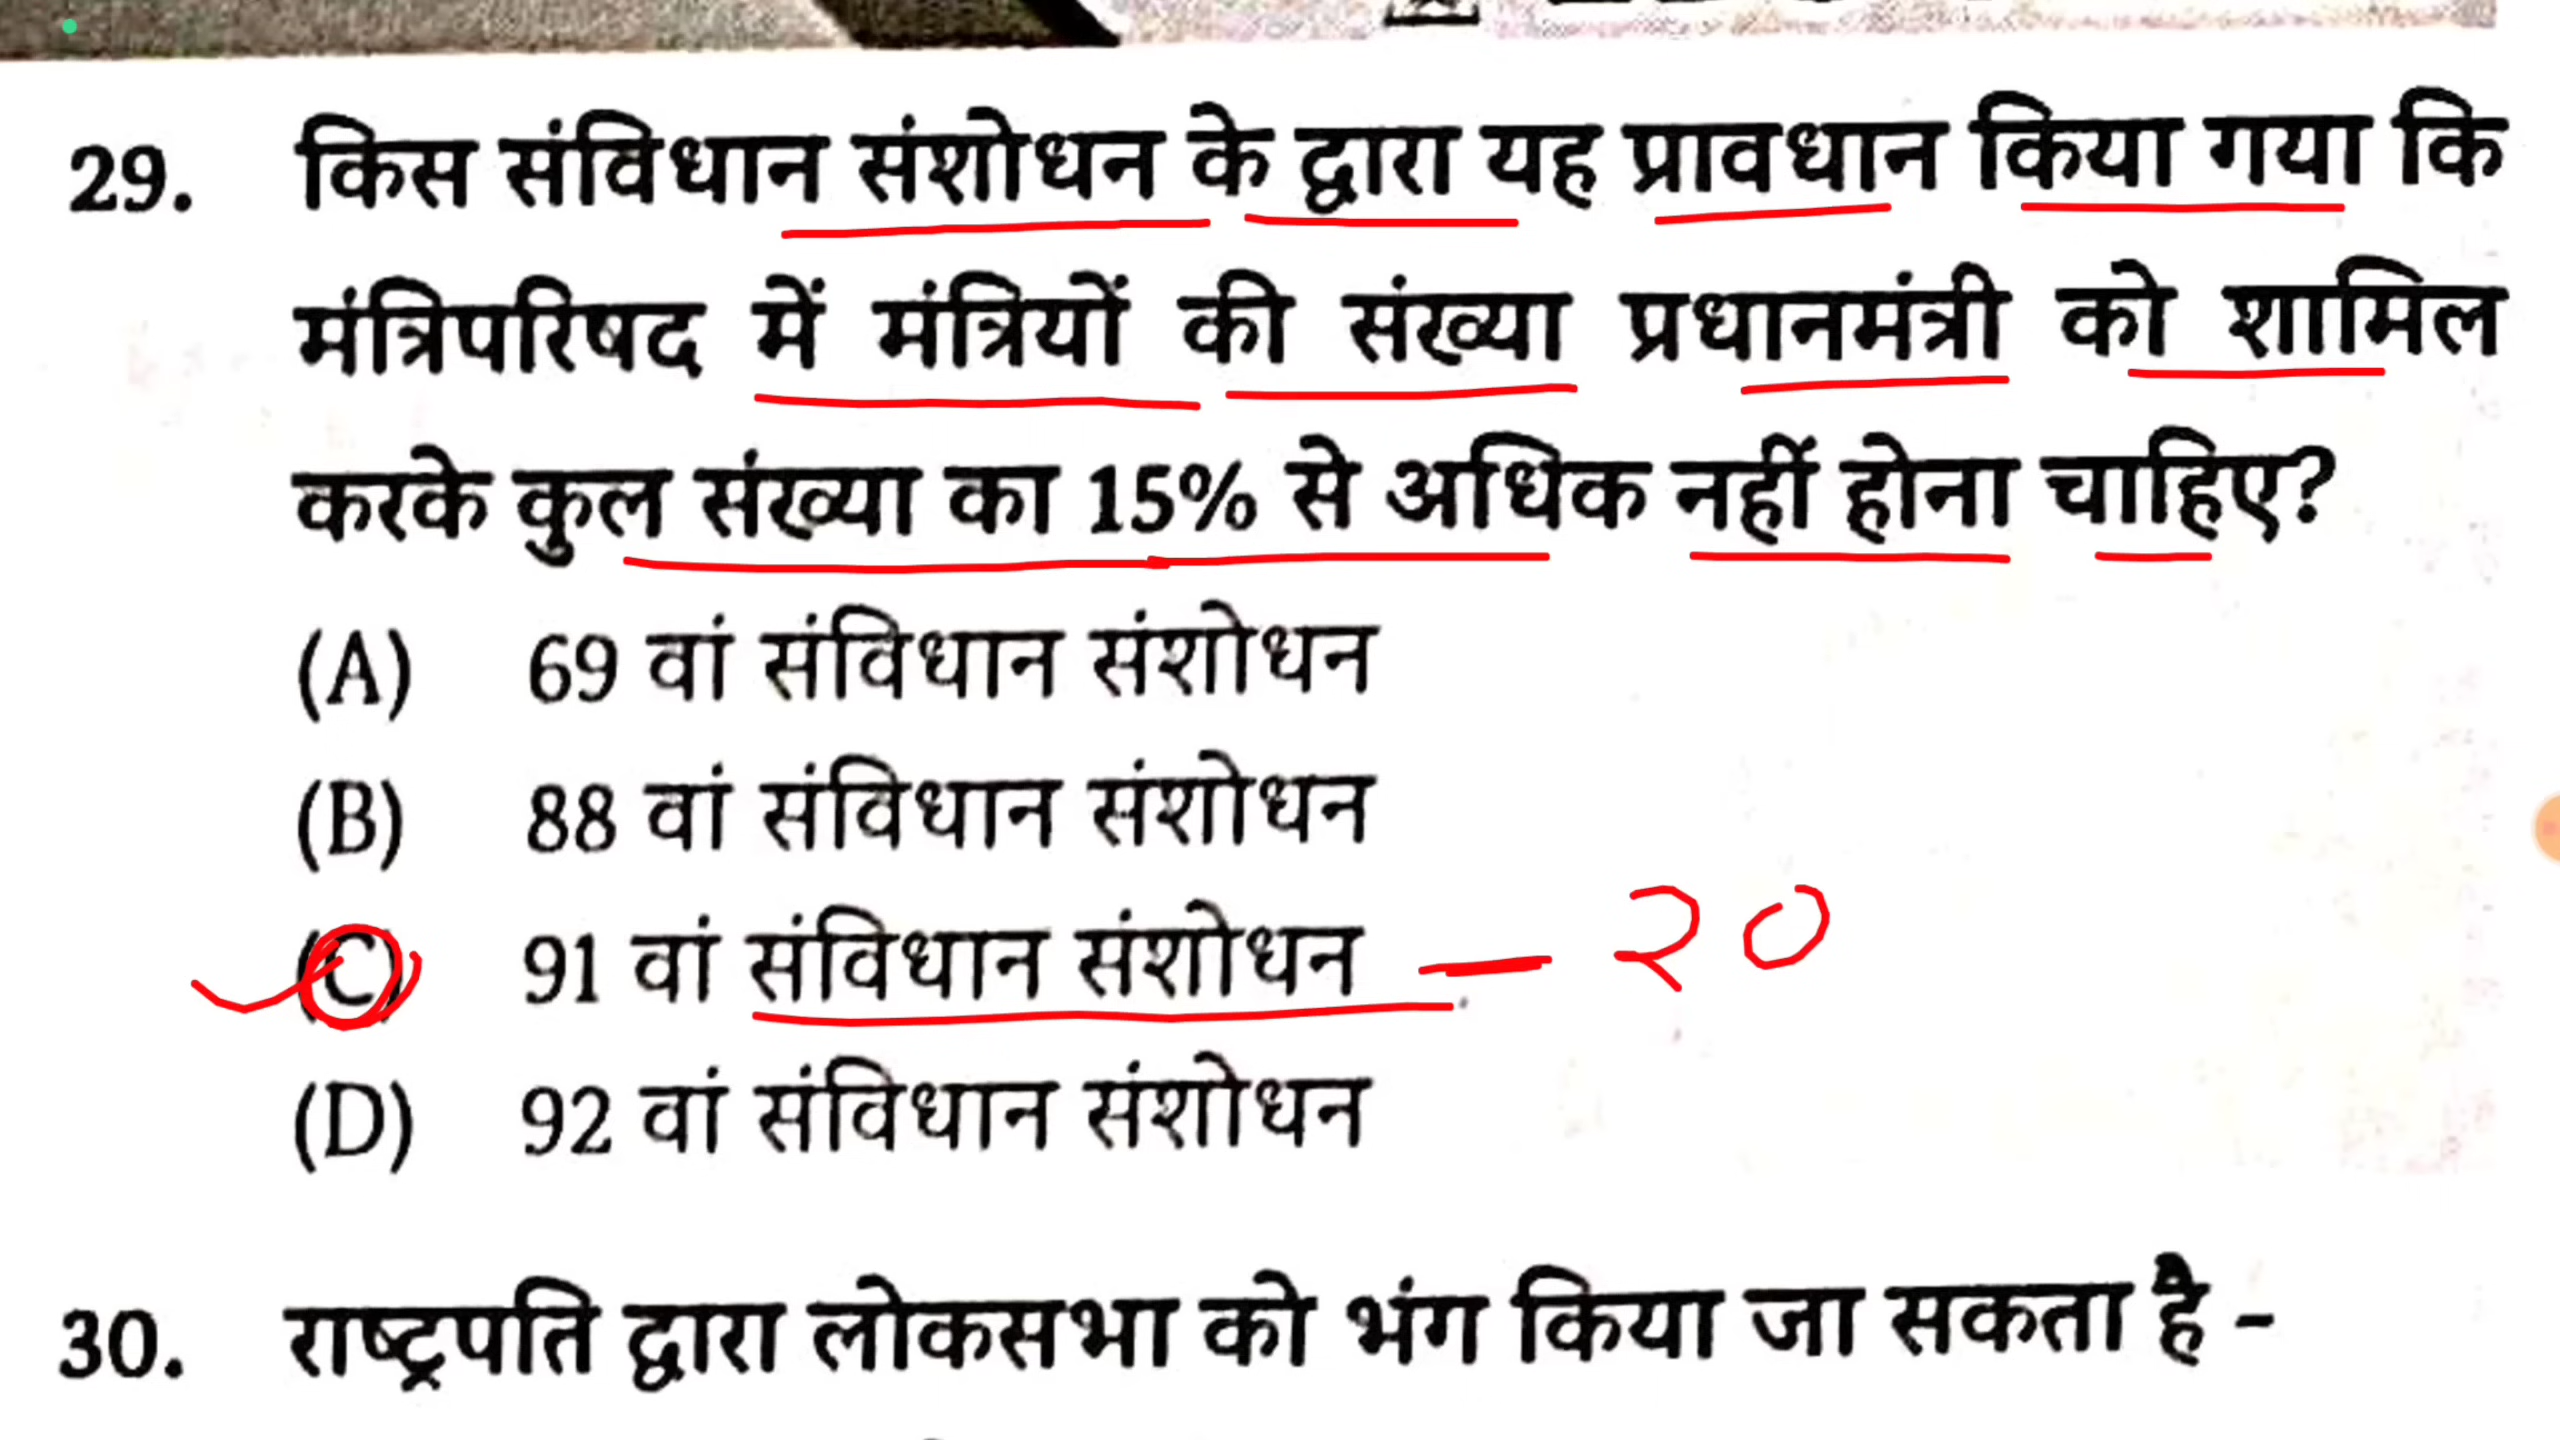 29. किस संविधान संशोधन के द्वारा यह प्रावधान किया गया कि
मंत्रिपरिषद में मंत्रियों की संख्या प्रधानमंत्री को शामिल
करके कुल संख्या का 15% से अधिक नहीं होना चाहिए?
(A) 69 वां संविधान संशोधन
(B) 88 वां संविधान संशोधन
(C) 91 वां संविधान संशोधन — 20
(D) 92 वां संविधान संशोधन
30. राष्ट्रपति द्वारा लोकसभा को भंग किया जा सकता है -